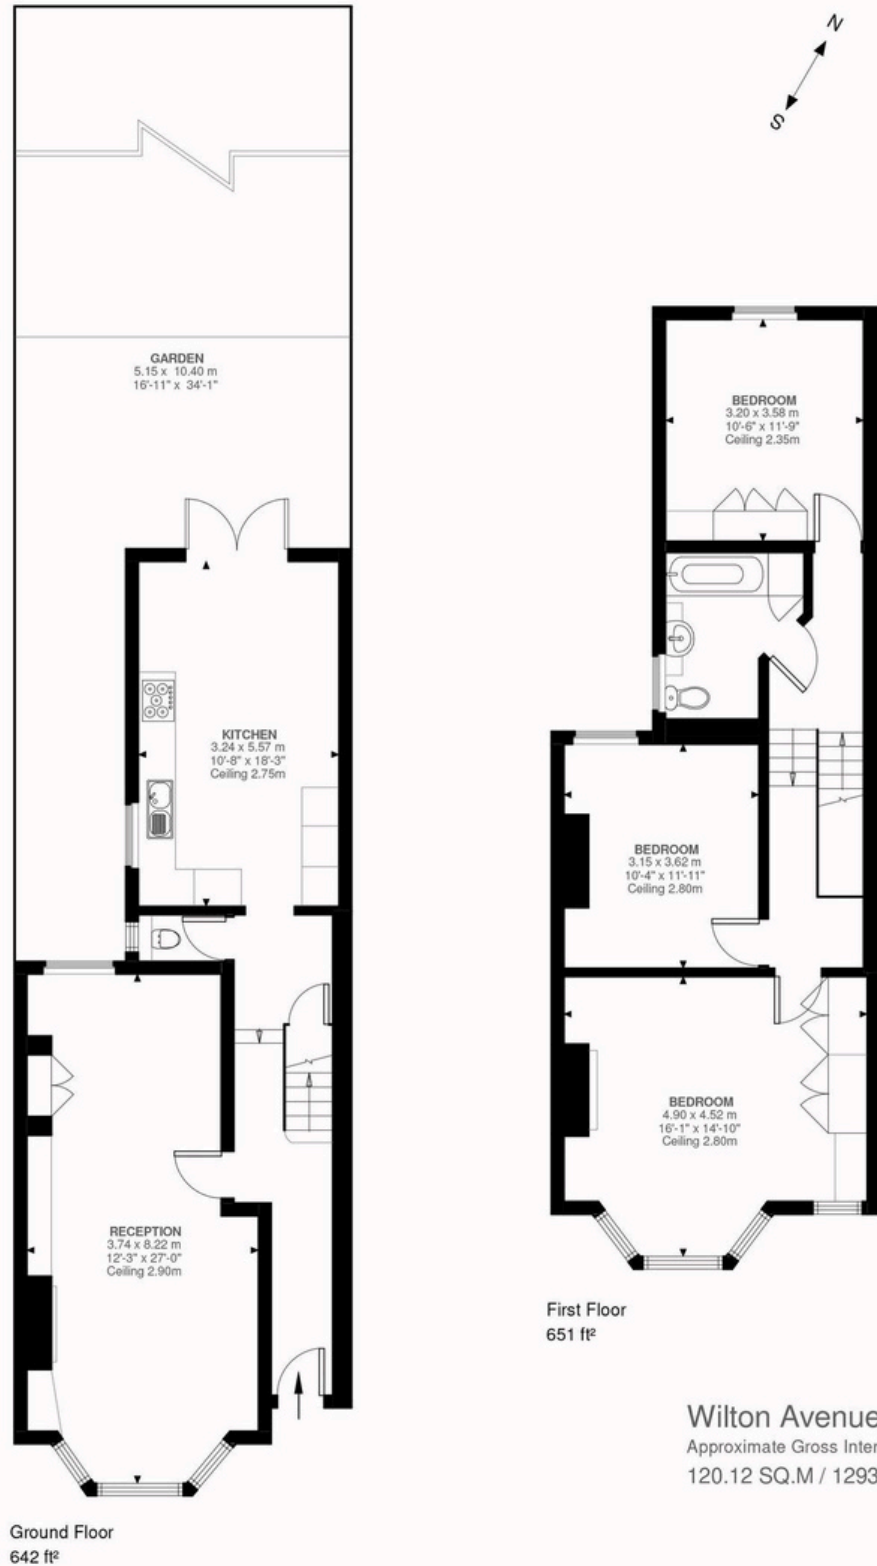 N
S
GARDEN
5.15 x 10.40 m
16'-11" x 34'-1"
BEDROOM
3.20 x 3.58 m
10'-6" x 11'-9"
Ceiling 2.35m
KITCHEN
3.24 x 5.57 m
10'-8" x 18'-3"
Ceiling 2.75m
BEDROOM
3.15 x 3.62 m
10'-4" x 11'-11"
Ceiling 2.80m
BEDROOM
4.90 x 4.52 m
16'-1" x 14'-10"
Ceiling 2.80m
RECEPTION
3.74 x 8.22 m
12'-3" x 27'-0"
Ceiling 2.90m
First Floor
651 ft²
Wilton Avenue
Approximate Gross Inter
120.12 SQ.M / 1293
Ground Floor
642 ft²